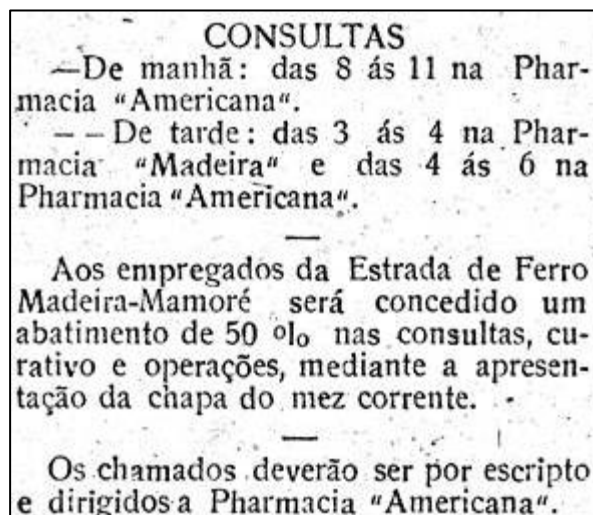 CONSULTAS
—De manhã: das 8 ás 11 na Phar-
macia "Americana".
— —De tarde: das 3 ás 4 na Phar-
macia "Madeira" e das 4 ás 6 na
Pharmacia "Americana".
—
Aos empregados da Estrada de Ferro
Madeira-Mamoré será concedido um
abatimento de 50 o|o nas consultas, cu-
rativo e operações, mediante a apresen-
tação da chapa do mez corrente.
—
Os chamados deverão ser por escripto
e dirigidos a Pharmacia "Americana".